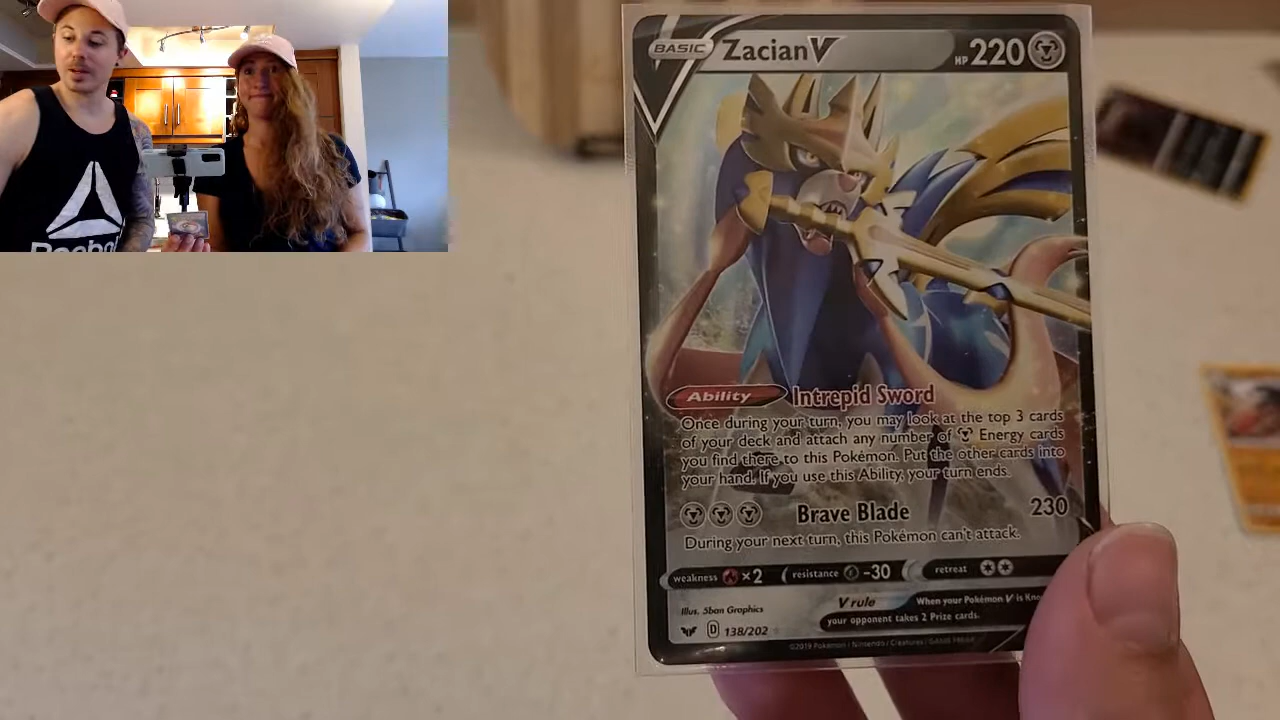 Reebok
BASIC Zacian V HP 220
Ability Intrepid Sword
Once during your turn, you may look at the top 3 cards
of your deck and attach any number of Energy cards
you find there to this Pokémon. Put the other cards into
your hand. If you use this Ability, your turn ends.
Brave Blade 230
During your next turn, this Pokémon can't attack.
weakness ×2 resistance -30 retreat
Illus. 5ban Graphics
V rule When your Pokémon V is
your opponent takes 2 Prize cards.
D 138/202
©2019 Pokémon / Nintendo / Creatures /